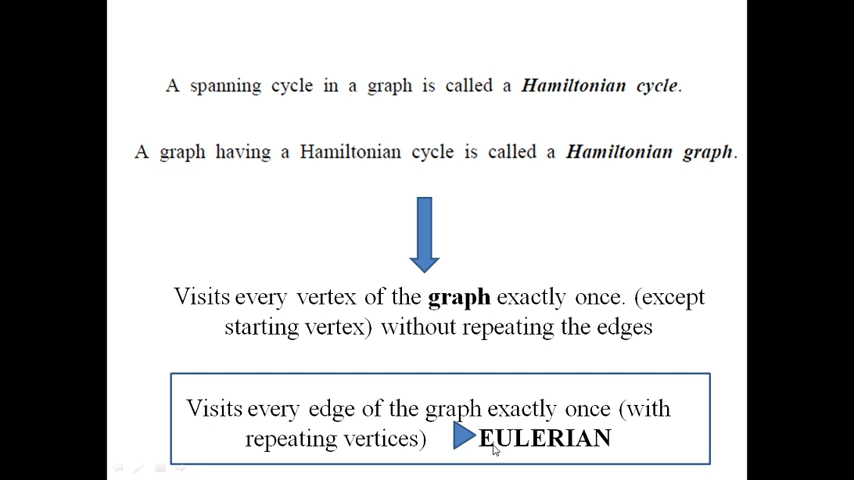 A spanning cycle in a graph is called a Hamiltonian cycle.
A graph having a Hamiltonian cycle is called a Hamiltonian graph.
Visits every vertex of the graph exactly once. (except
starting vertex) without repeating the edges
Visits every edge of the graph exactly once (with
repeating vertices) EULERIAN